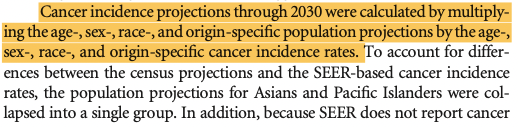 Cancer incidence projections through 2030 were calculated by multiply-
ing the age-, sex-, race-, and origin-specific population projections by the age-,
sex-, race-, and origin-specific cancer incidence rates. To account for differ-
ences between the census projections and the SEER-based cancer incidence
rates, the population projections for Asians and Pacific Islanders were col-
lapsed into a single group. In addition, because SEER does not report cancer